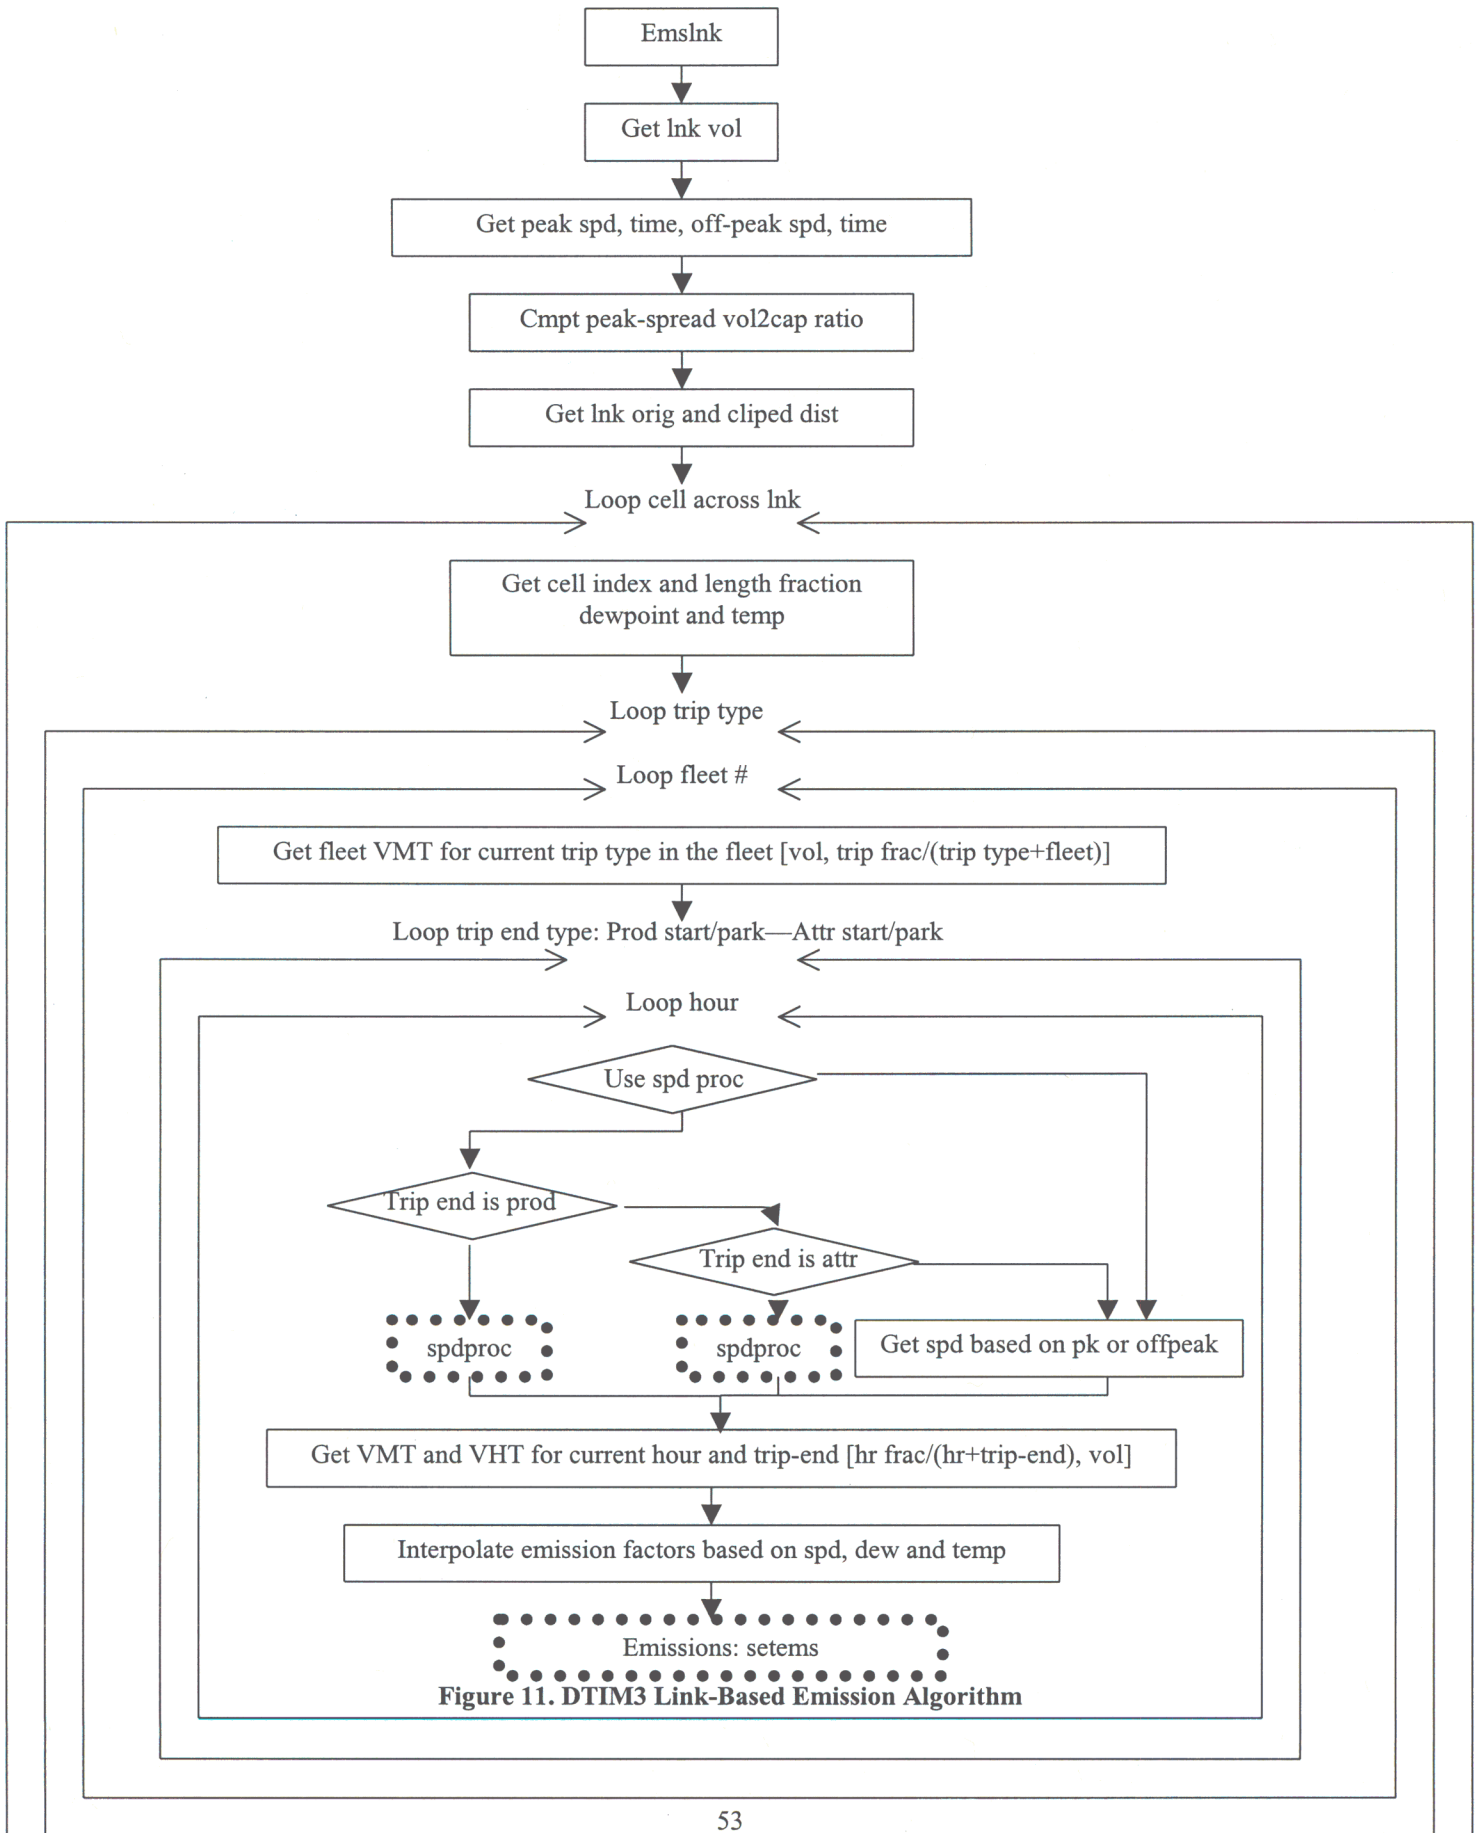 Emslnk
Get lnk vol
Get peak spd, time, off-peak spd, time
Cmpt peak-spread vol2cap ratio
Get lnk orig and cliped dist
Loop cell across lnk
Get cell index and length fraction
dewpoint and temp
Loop trip type
Loop fleet #
Get fleet VMT for current trip type in the fleet [vol, trip frac/(trip type+fleet)]
Loop trip end type: Prod start/park—Attr start/park
Loop hour
Use spd proc
Trip end is prod
Trip end is attr
spdproc
spdproc
Get spd based on pk or offpeak
Get VMT and VHT for current hour and trip-end [hr frac/(hr+trip-end), vol]
Interpolate emission factors based on spd, dew and temp
Emissions: setems
Figure 11. DTIM3 Link-Based Emission Algorithm
53